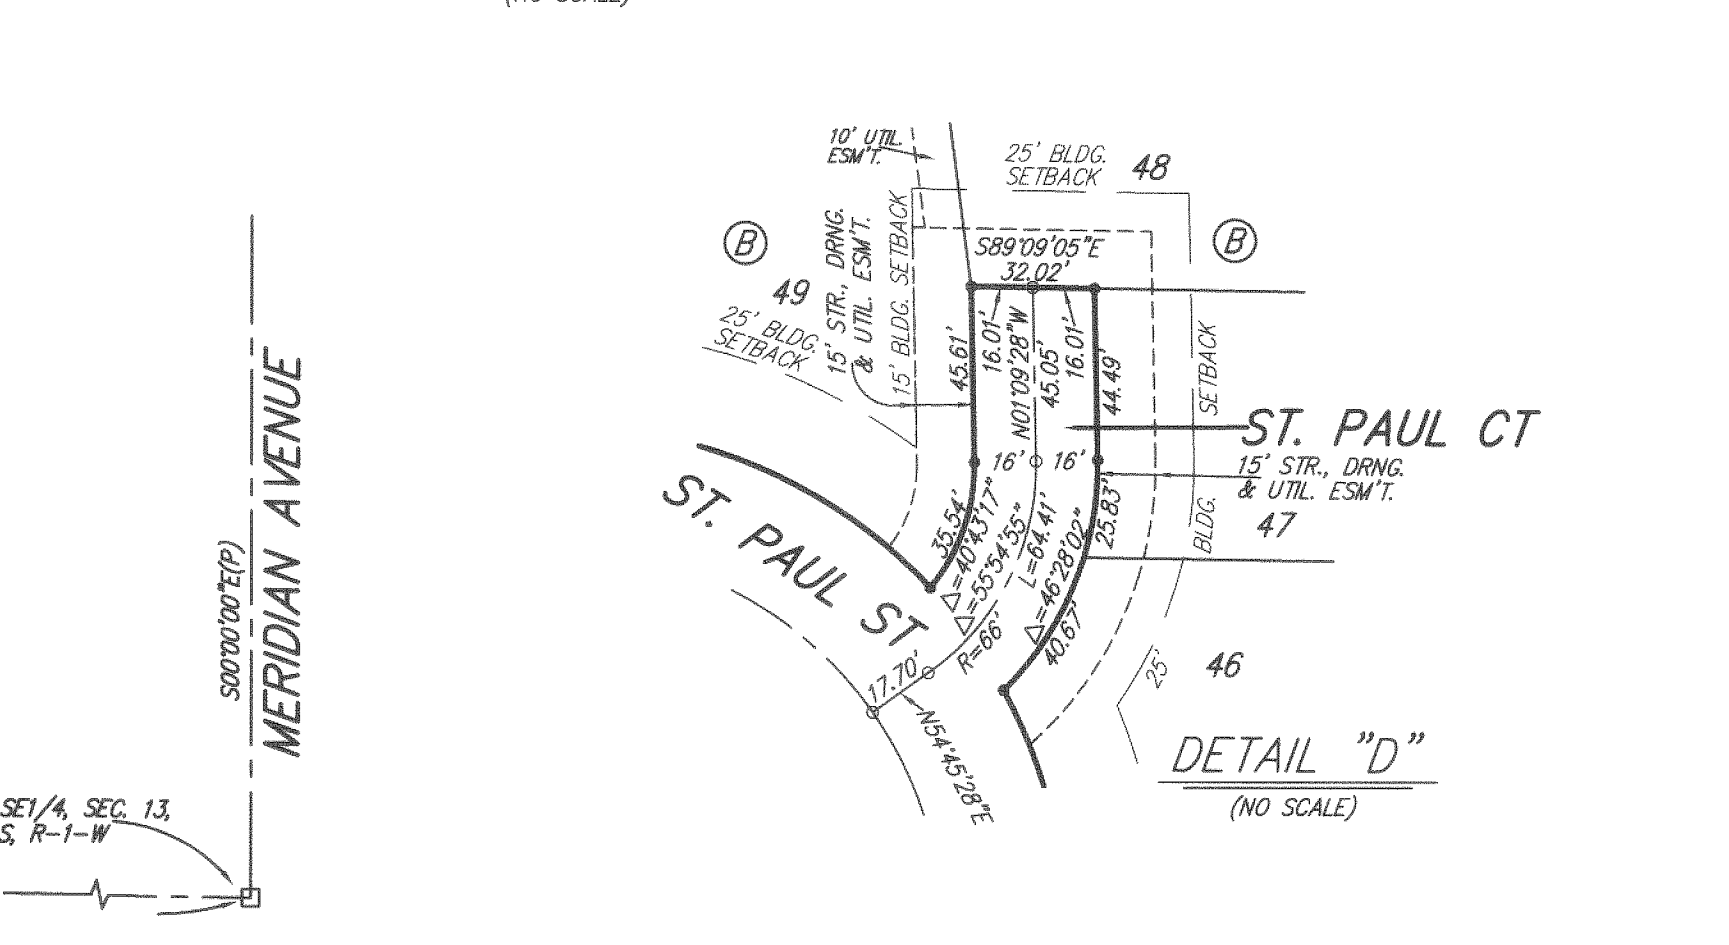 10' UTIL.
ESM'T.
25' BLDG.
SETBACK
48
B
B
S89°09'05"E
32.02'
49
25' BLDG.
SETBACK
15' STR., DRNG.
& UTIL. ESM'T.
15' BLDG. SETBACK
45.61'
16.01'
N01°09'28"W
45.05'
16.01'
44.49'
SETBACK
BLDG.
ST. PAUL CT
15' STR., DRNG.
& UTIL. ESM'T.
47
16'
16'
ST. PAUL ST
35.54'
△=40°43'17"
△=55°54'55"
L=64.41'
R=66'
△=46°28'02"
25.83'
40.67'
17.70'
N54°45'28"E
25'
46
DETAIL "D"
(NO SCALE)
S00°00'00"E(P)
MERIDIAN AVENUE
SE1/4, SEC. 13,
S, R-1-W